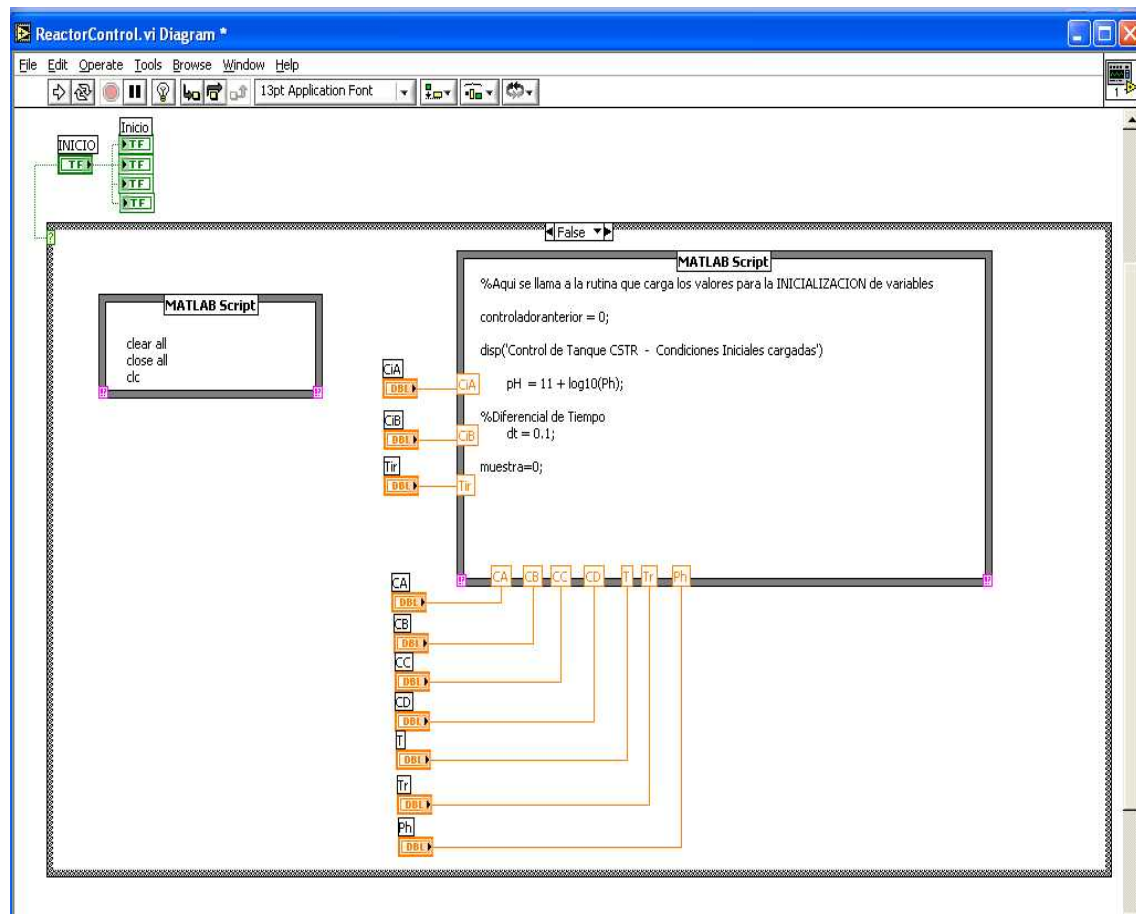 ReactorControl.vi Diagram *
File Edit Operate Tools Browse Window Help
13pt Application Font
1
Inicio
INICIO
TF
TF
TF
TF
TF
?
False
MATLAB Script
%Aqui se llama a la rutina que carga los valores para la INICIALIZACION de variables
controladoranterior = 0;
disp('Control de Tanque CSTR - Condiciones Iniciales cargadas')
pH = 11 + log10(Ph);
%Diferencial de Tiempo
dt = 0.1;
muestra=0;
MATLAB Script
clear all
close all
clc
CiA
DBL
CiA
CiB
DBL
CiB
Tir
DBL
Tir
CA CB CC CD T Tr Ph
CA
DBL
CB
DBL
CC
DBL
CD
DBL
T
DBL
Tr
DBL
Ph
DBL